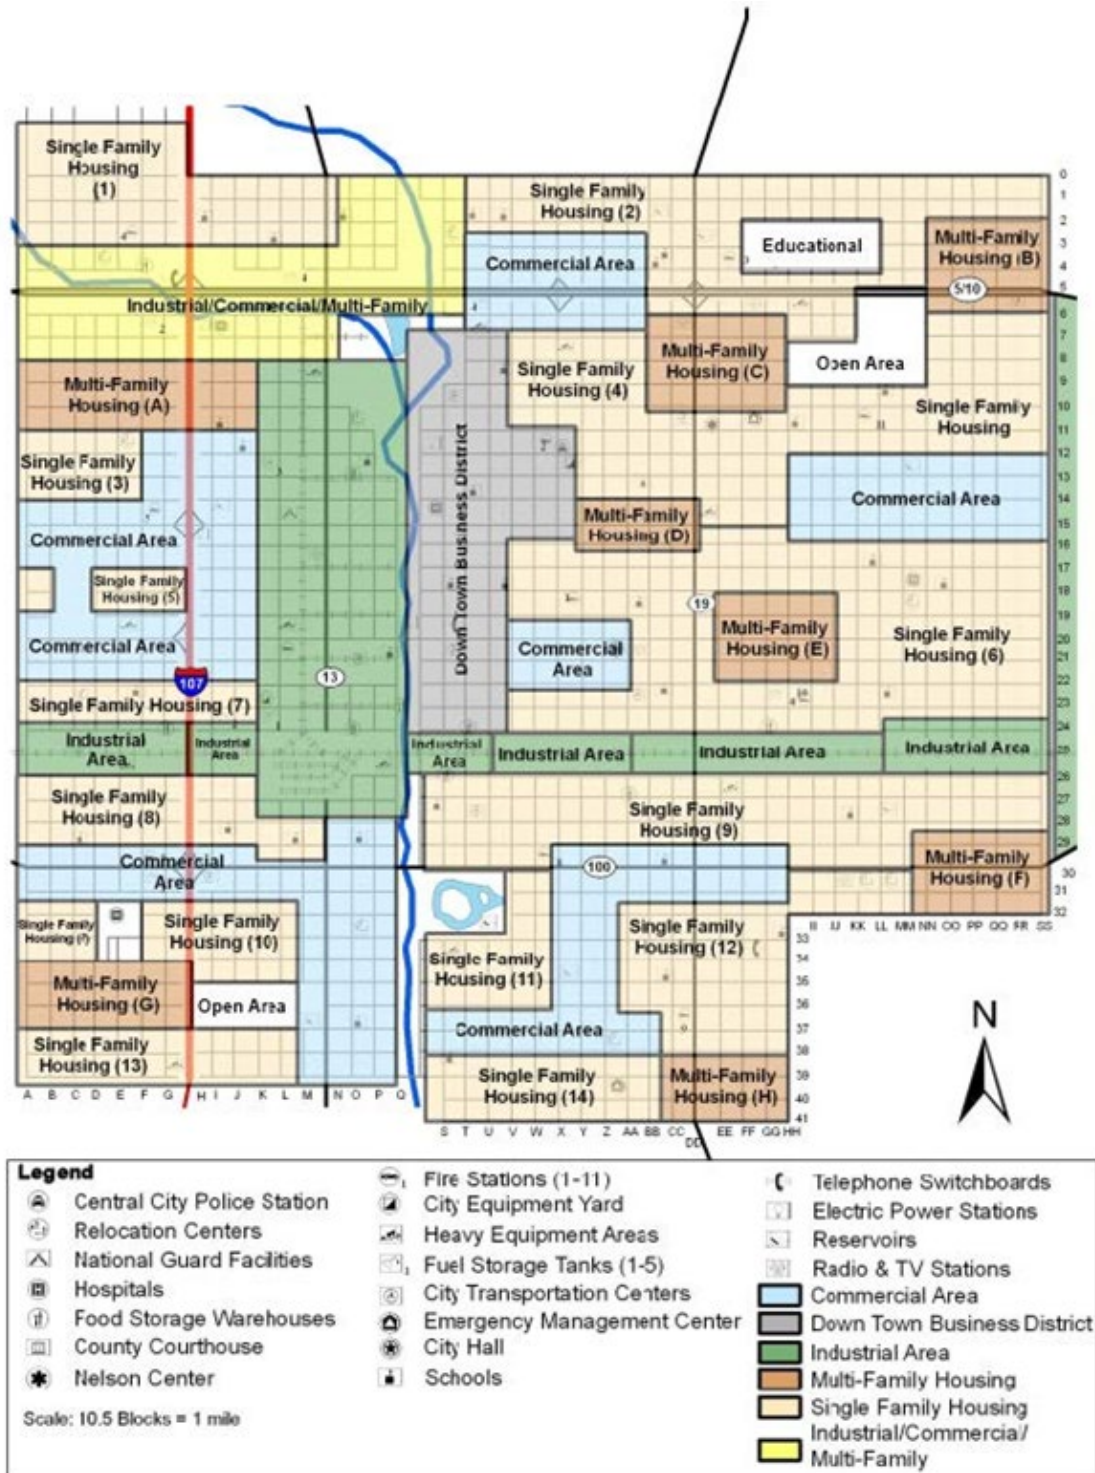 Single Family
Housing
(1)
Single Family
Housing (2)
Educational
Multi-Family
Housing (B)
Commercial Area
5/10
Industrial/Commercial/Multi-Family
Multi-Family
Housing (A)
Single Family
Housing (4)
Multi-Family
Housing (C)
Open Area
Single Family
Housing
Single Family
Housing (3)
Down Town Business District
Commercial Area
Commercial Area
Multi-Family
Housing (D)
Single Family
Housing (5)
19
Multi-Family
Housing (E)
Single Family
Housing (6)
Commercial Area
Commercial
Area
107
13
Single Family Housing (7)
Industrial
Area
Industrial
Area
Industrial
Area
Industrial Area
Industrial Area
Industrial Area
Single Family
Housing (8)
Single Family
Housing (9)
Commercial
Area
100
Multi-Family
Housing (F)
Single Family
Housing (7)
Single Family
Housing (10)
Single Family
Housing (12)
Single Family
Housing (11)
Multi-Family
Housing (G)
Open Area
Commercial Area
Single Family
Housing (13)
Single Family
Housing (14)
Multi-Family
Housing (H)
0
1
2
3
4
5
6
7
8
9
10
11
12
13
14
15
16
17
18
19
20
21
22
23
24
25
26
27
28
29
30
31
32
33
34
35
36
37
38
39
40
41
II IJ KK LL MM NN OO PP QQ RR SS
A B C D E F G H I J K L M N O P Q
S T U V W X Y Z AA BB CC DD EE FF GG HH
N
Legend
Central City Police Station
Relocation Centers
National Guard Facilities
Hospitals
Food Storage Warehouses
County Courthouse
Nelson Center
Scale: 10.5 Blocks = 1 mile
Fire Stations (1-11)
City Equipment Yard
Heavy Equipment Areas
Fuel Storage Tanks (1-5)
City Transportation Centers
Emergency Management Center
City Hall
Schools
Telephone Switchboards
Electric Power Stations
Reservoirs
Radio & TV Stations
Commercial Area
Down Town Business District
Industrial Area
Multi-Family Housing
Single Family Housing
Industrial/Commercial/
Multi-Family